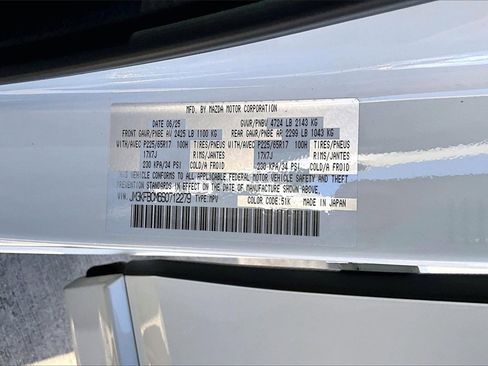 MFD. BY MAZDA MOTOR CORPORATION
DATE 06/25 GVWR/PNBV 4724 LB 2143 KG
FRONT GAWR/PNBE AV 2425 LB 1100 KG REAR GAWR/PNBE AR 2299 LB 1043 KG
WITH/AVEC P225/65R17 100H TIRES/PNEUS WITH/AVEC P225/65R17 100H TIRES/PNEUS
17X7J RIMS/JANTES 17X7J RIMS/JANTES
230 KPA/34 PSI COLD/A FROID 230 KPA/34 PSI COLD/A FROID
THIS VEHICLE CONFORMS TO ALL APPLICABLE FEDERAL MOTOR VEHICLE SAFETY AND THEFT
PREVENTION STANDARDS IN EFFECT ON THE DATE OF MANUFACTURE SHOWN ABOVE.
VIN: TYPE:MPV COLOR CODE:51K MADE IN JAPAN